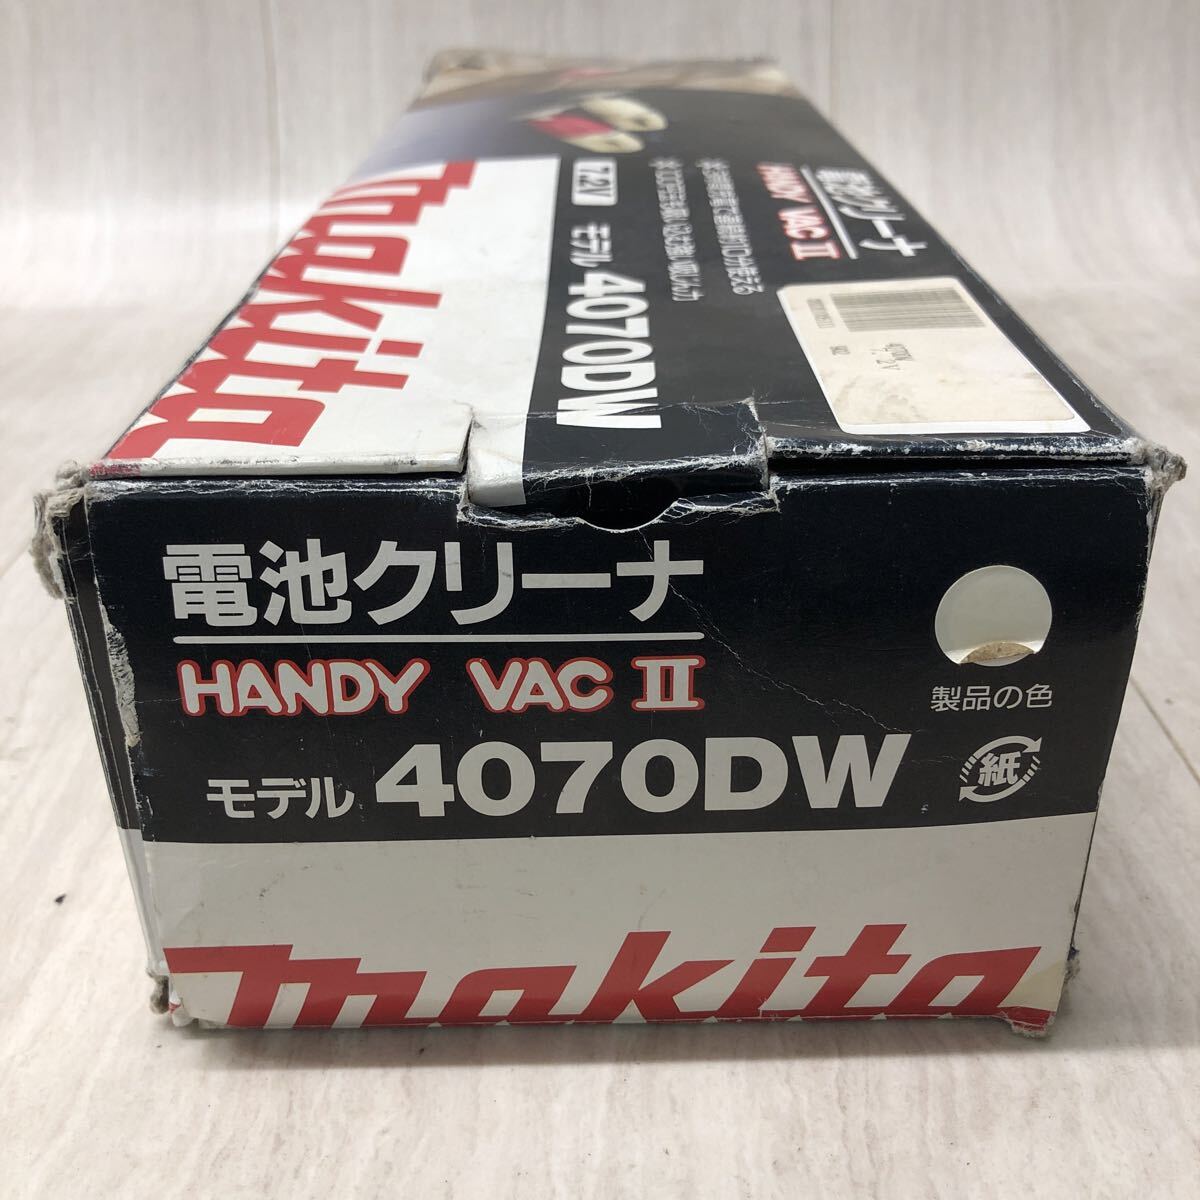 makita
7.2V モデル 4070DW
電池クリーナ
HANDY VAC II
電池クリーナ
HANDY VAC II
モデル 4070DW
製品の色
紙
makita